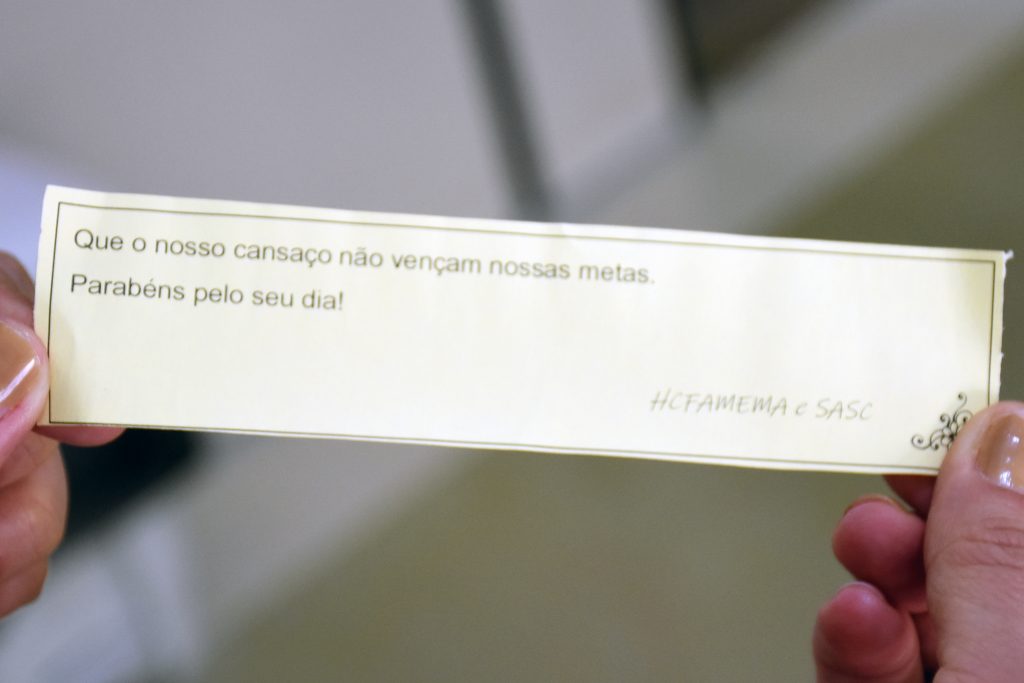 Que o nosso cansaço não vençam nossas metas.
Parabéns pelo seu dia!
HCFAMEMA e SASC